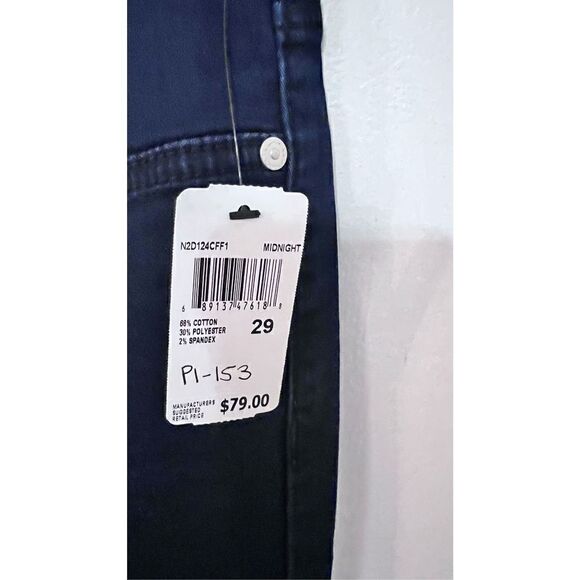 N2D124CFF1 MIDNIGHT
6 89137 47618 8
68% COTTON
30% POLYESTER
2% SPANDEX
29
P1-153
MANUFACTURERS
SUGGESTED
RETAIL PRICE
$79.00